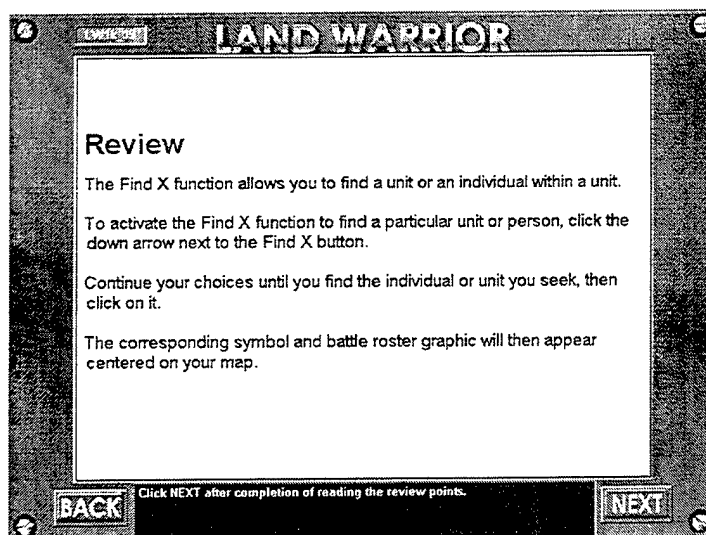 LAND WARRIOR
Review
The Find X function allows you to find a unit or an individual within a unit.
To activate the Find X function to find a particular unit or person, click the
down arrow next to the Find X button.
Continue your choices until you find the individual or unit you seek, then
click on it.
The corresponding symbol and battle roster graphic will then appear
centered on your map.
BACK
Click NEXT after completion of reading the review points.
NEXT